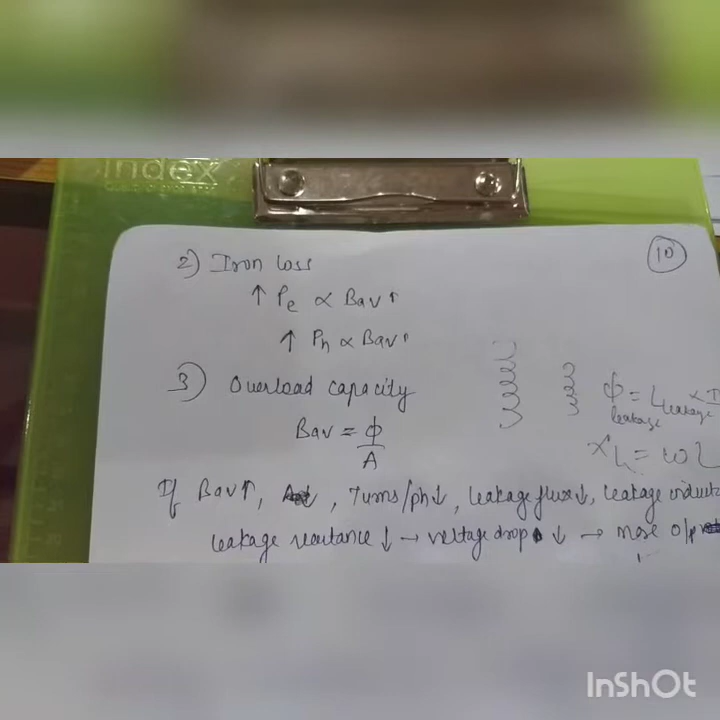 Index
10
2) Iron loss
↑ Pe ∝ Bav ↑
↑ Ph ∝ Bav ↑
3) Overload capacity
Bav = Φ/A
Φ leakage = L leakage × I
XL = ωL
If Bav ↑, Turns/ph ↓, leakage flux ↓, leakage
leakage reactance ↓ → voltage drop ↓ → more o/p
InShOt